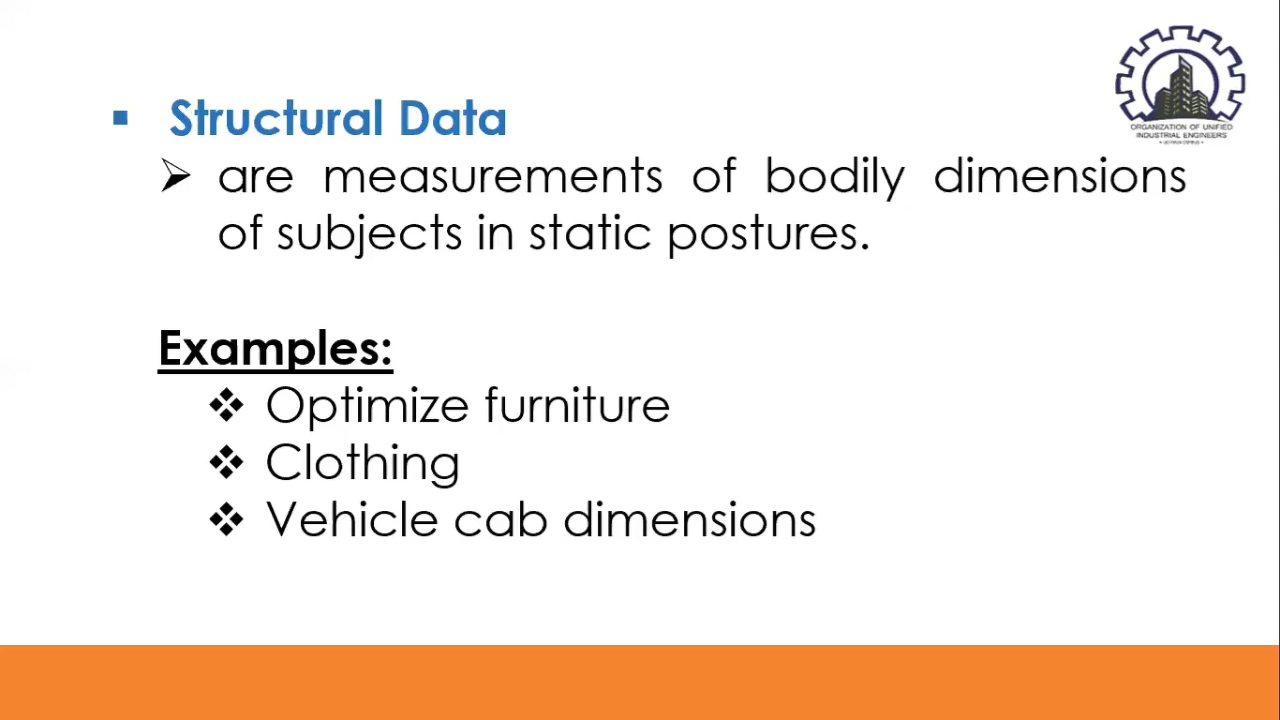 Structural Data
are measurements of bodily dimensions
of subjects in static postures.
Examples:
Optimize furniture
Clothing
Vehicle cab dimensions
ORGANIZATION OF UNIFIED
INDUSTRIAL ENGINEERS